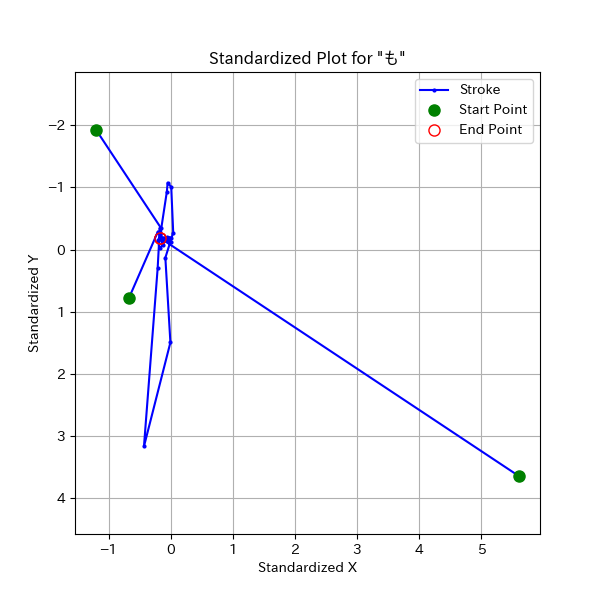 Standardized Plot for "も"
Stroke
Start Point
End Point
Standardized Y
−2
−1
0
1
2
3
4
−1 0 1 2 3 4 5
Standardized X